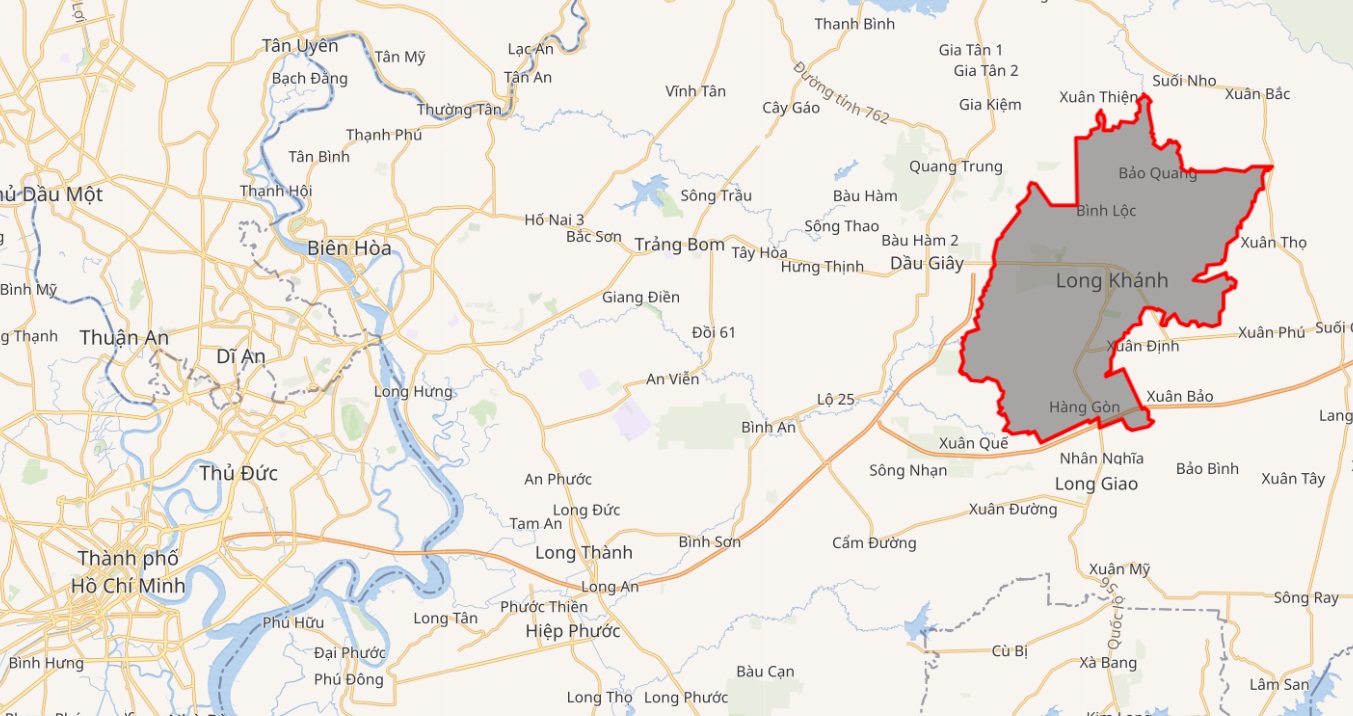 Thanh Bình
Tân Uyên
Lạc An
Gia Tân 1
Tân Mỹ
Gia Tân 2
Bạch Đằng
Tân An
Suối Nho
Vĩnh Tân
Đường tỉnh 762
Xuân Thiện
Xuân Bắc
Thường Tân
Cây Gáo
Gia Kiệm
Thạnh Phú
Tân Bình
Quang Trung
Bảo Quang
Thạnh Hội
Sông Trầu
Bàu Hàm
Dầu Một
Bình Lộc
Hố Nai 3
Sông Thao
Bắc Sơn
Biên Hòa
Trảng Bom
Tây Hòa
Bàu Hàm 2
Xuân Thọ
Hưng Thịnh
Dầu Giây
Long Khánh
Bình Mỹ
Giang Điền
Thuận An
Đồi 61
Xuân Phú
Suối
Thạnh
Dĩ An
Xuân Định
An Viễn
Long Hưng
Lộ 25
Xuân Bảo
Hàng Gòn
Bình An
Lang
Xuân Quế
Nhân Nghĩa
Thủ Đức
Sông Nhạn
Bảo Bình
An Phước
Long Giao
Xuân Tây
Long Đức
Xuân Đường
Tam An
Long Thành
Bình Sơn
Cẩm Đường
Thành phố
Hồ Chí Minh
Long An
Xuân Mỹ
Quốc lộ 56
Sông Ray
Phước Thiền
Phú Hữu
Long Tân
Hiệp Phước
Đại Phước
Cù Bị
Bình Hưng
Xà Bang
Phú Đông
Bàu Cạn
Lâm San
Long Thọ
Long Phước
Kim Long